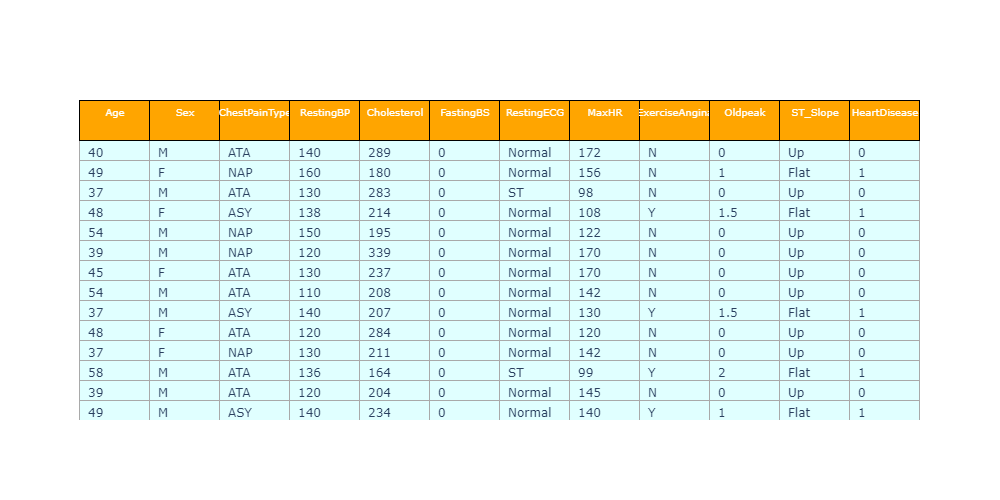 Age Sex ChestPainType RestingBP Cholesterol FastingBS RestingECG MaxHR ExerciseAngina Oldpeak ST_Slope HeartDisease
40 M ATA 140 289 0 Normal 172 N 0 Up 0
49 F NAP 160 180 0 Normal 156 N 1 Flat 1
37 M ATA 130 283 0 ST 98 N 0 Up 0
48 F ASY 138 214 0 Normal 108 Y 1.5 Flat 1
54 M NAP 150 195 0 Normal 122 N 0 Up 0
39 M NAP 120 339 0 Normal 170 N 0 Up 0
45 F ATA 130 237 0 Normal 170 N 0 Up 0
54 M ATA 110 208 0 Normal 142 N 0 Up 0
37 M ASY 140 207 0 Normal 130 Y 1.5 Flat 1
48 F ATA 120 284 0 Normal 120 N 0 Up 0
37 F NAP 130 211 0 Normal 142 N 0 Up 0
58 M ATA 136 164 0 ST 99 Y 2 Flat 1
39 M ATA 120 204 0 Normal 145 N 0 Up 0
49 M ASY 140 234 0 Normal 140 Y 1 Flat 1